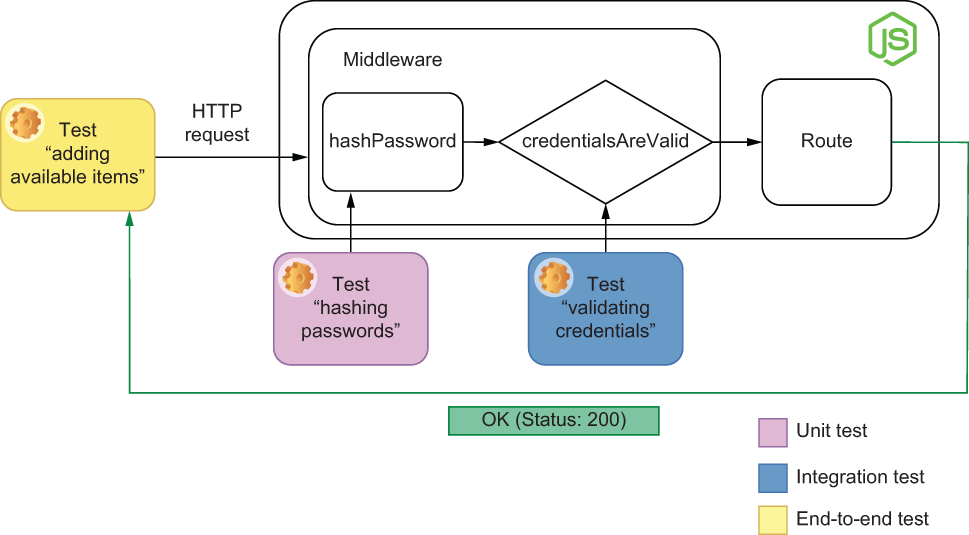 JS
Middleware
HTTP
request
Test
“adding
available items”
hashPassword
credentialsAreValid
Route
Test
“hashing
passwords”
Test
“validating
credentials”
OK (Status: 200)
Unit test
Integration test
End-to-end test